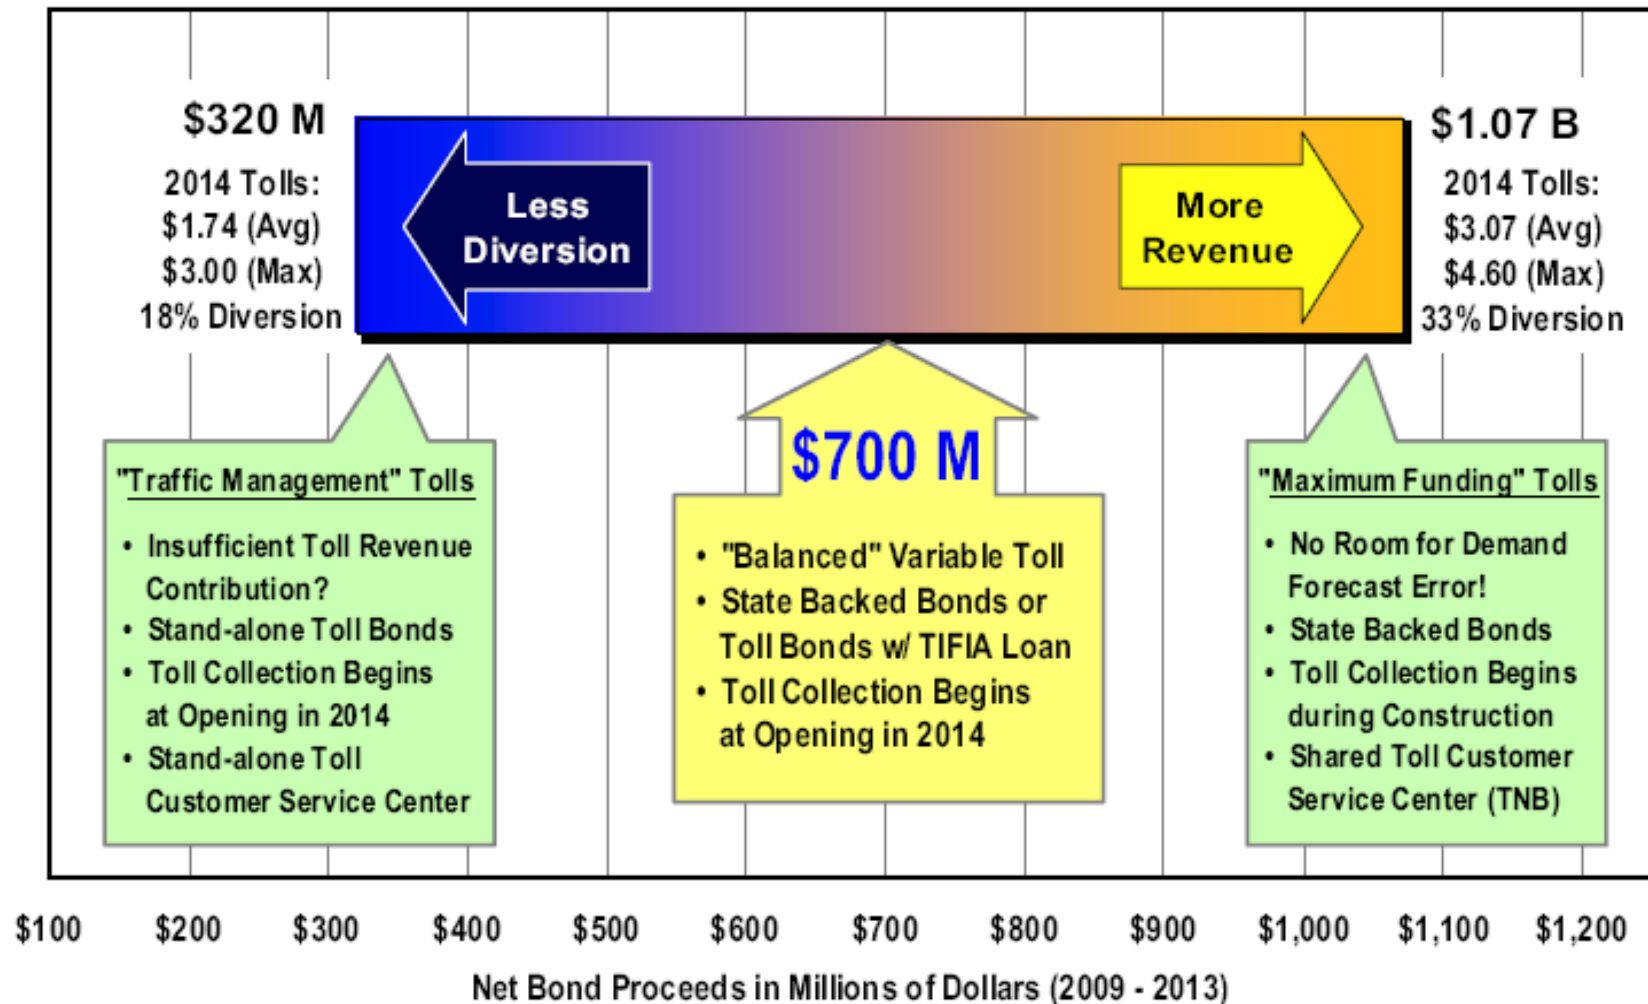 $320 M
2014 Tolls:
$1.74 (Avg)
$3.00 (Max)
18% Diversion
Less
Diversion
More
Revenue
$1.07 B
2014 Tolls:
$3.07 (Avg)
$4.60 (Max)
33% Diversion
"Traffic Management" Tolls
• Insufficient Toll Revenue
Contribution?
• Stand-alone Toll Bonds
• Toll Collection Begins
at Opening in 2014
• Stand-alone Toll
Customer Service Center
$700 M
• "Balanced" Variable Toll
• State Backed Bonds or
Toll Bonds w/ TIFIA Loan
• Toll Collection Begins
at Opening in 2014
"Maximum Funding" Tolls
• No Room for Demand
Forecast Error!
• State Backed Bonds
• Toll Collection Begins
during Construction
• Shared Toll Customer
Service Center (TNB)
$100 $200 $300 $400 $500 $600 $700 $800 $900 $1,000 $1,100 $1,200
Net Bond Proceeds in Millions of Dollars (2009 - 2013)